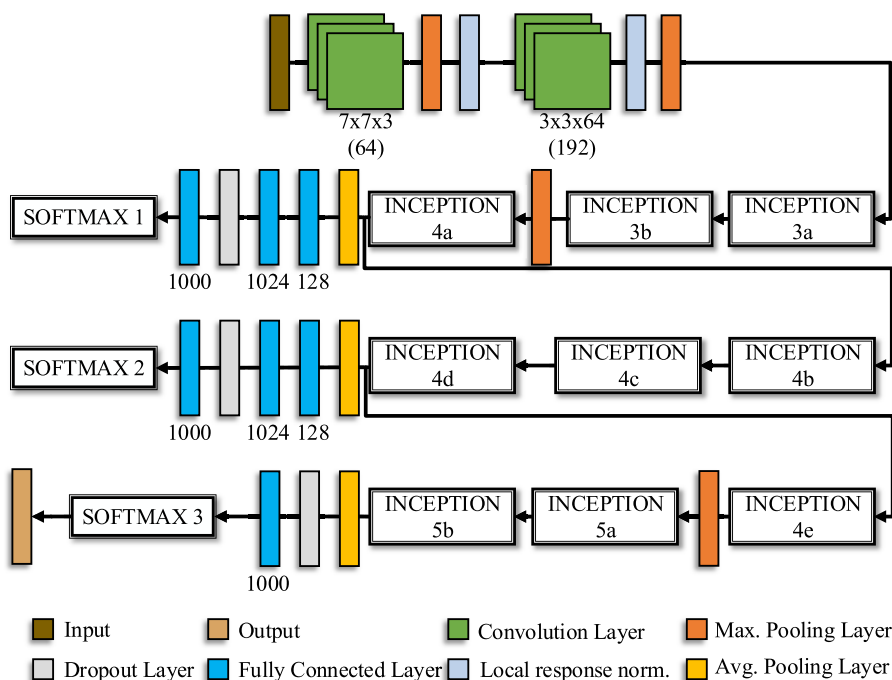 7x7x3
(64)
3x3x64
(192)
SOFTMAX 1
INCEPTION
4a
INCEPTION
3b
INCEPTION
3a
1000
1024
128
SOFTMAX 2
INCEPTION
4d
INCEPTION
4c
INCEPTION
4b
1000
1024
128
SOFTMAX 3
INCEPTION
5b
INCEPTION
5a
INCEPTION
4e
1000
Input
Output
Convolution Layer
Max. Pooling Layer
Dropout Layer
Fully Connected Layer
Local response norm.
Avg. Pooling Layer